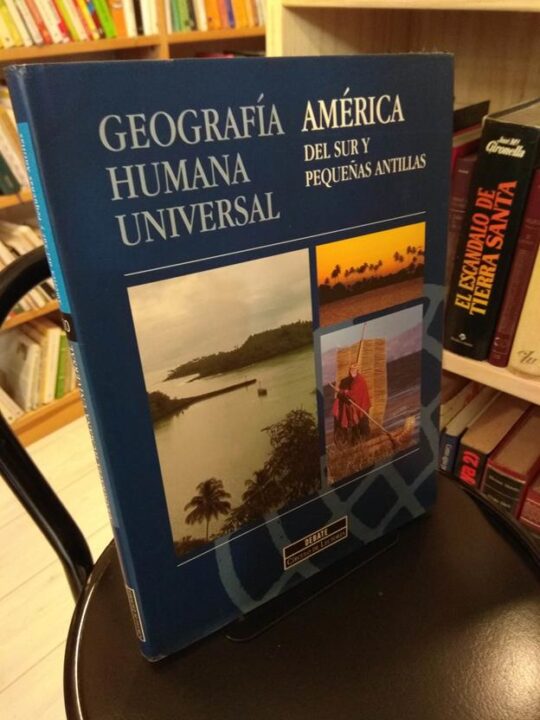 GEOGRAFÍA
HUMANA
UNIVERSAL
AMÉRICA
DEL SUR Y
PEQUEÑAS ANTILLAS
DEBATE
CÍRCULO DE LECTORES
José Mª
Gironella
EL ESCÁNDALO DE
TIERRA SANTA